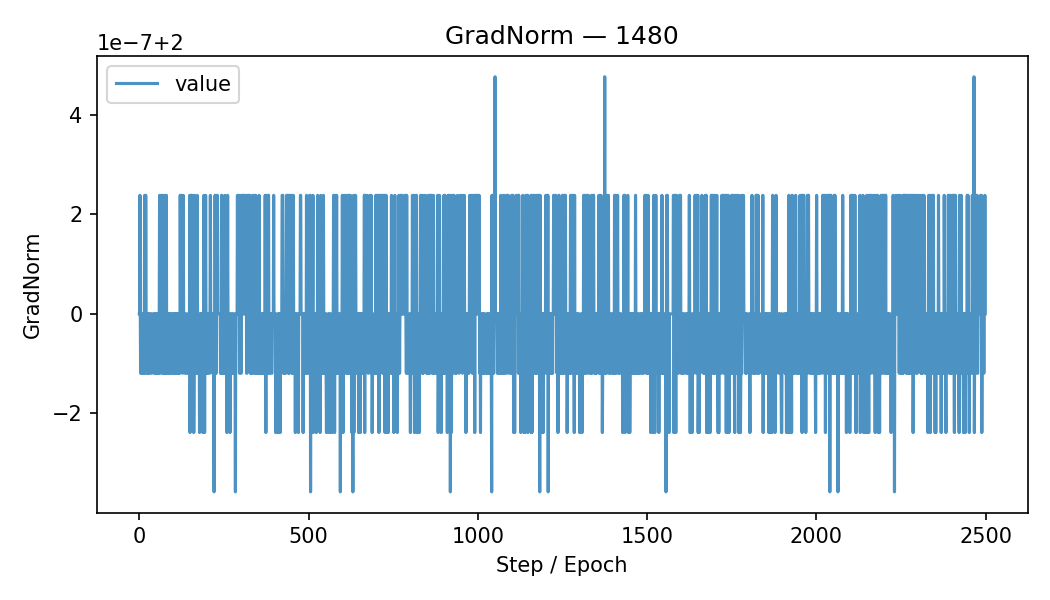 GradNorm — 1480
1e−7+2
value
4
2
0
−2
GradNorm
0
500
1000
1500
2000
2500
Step / Epoch